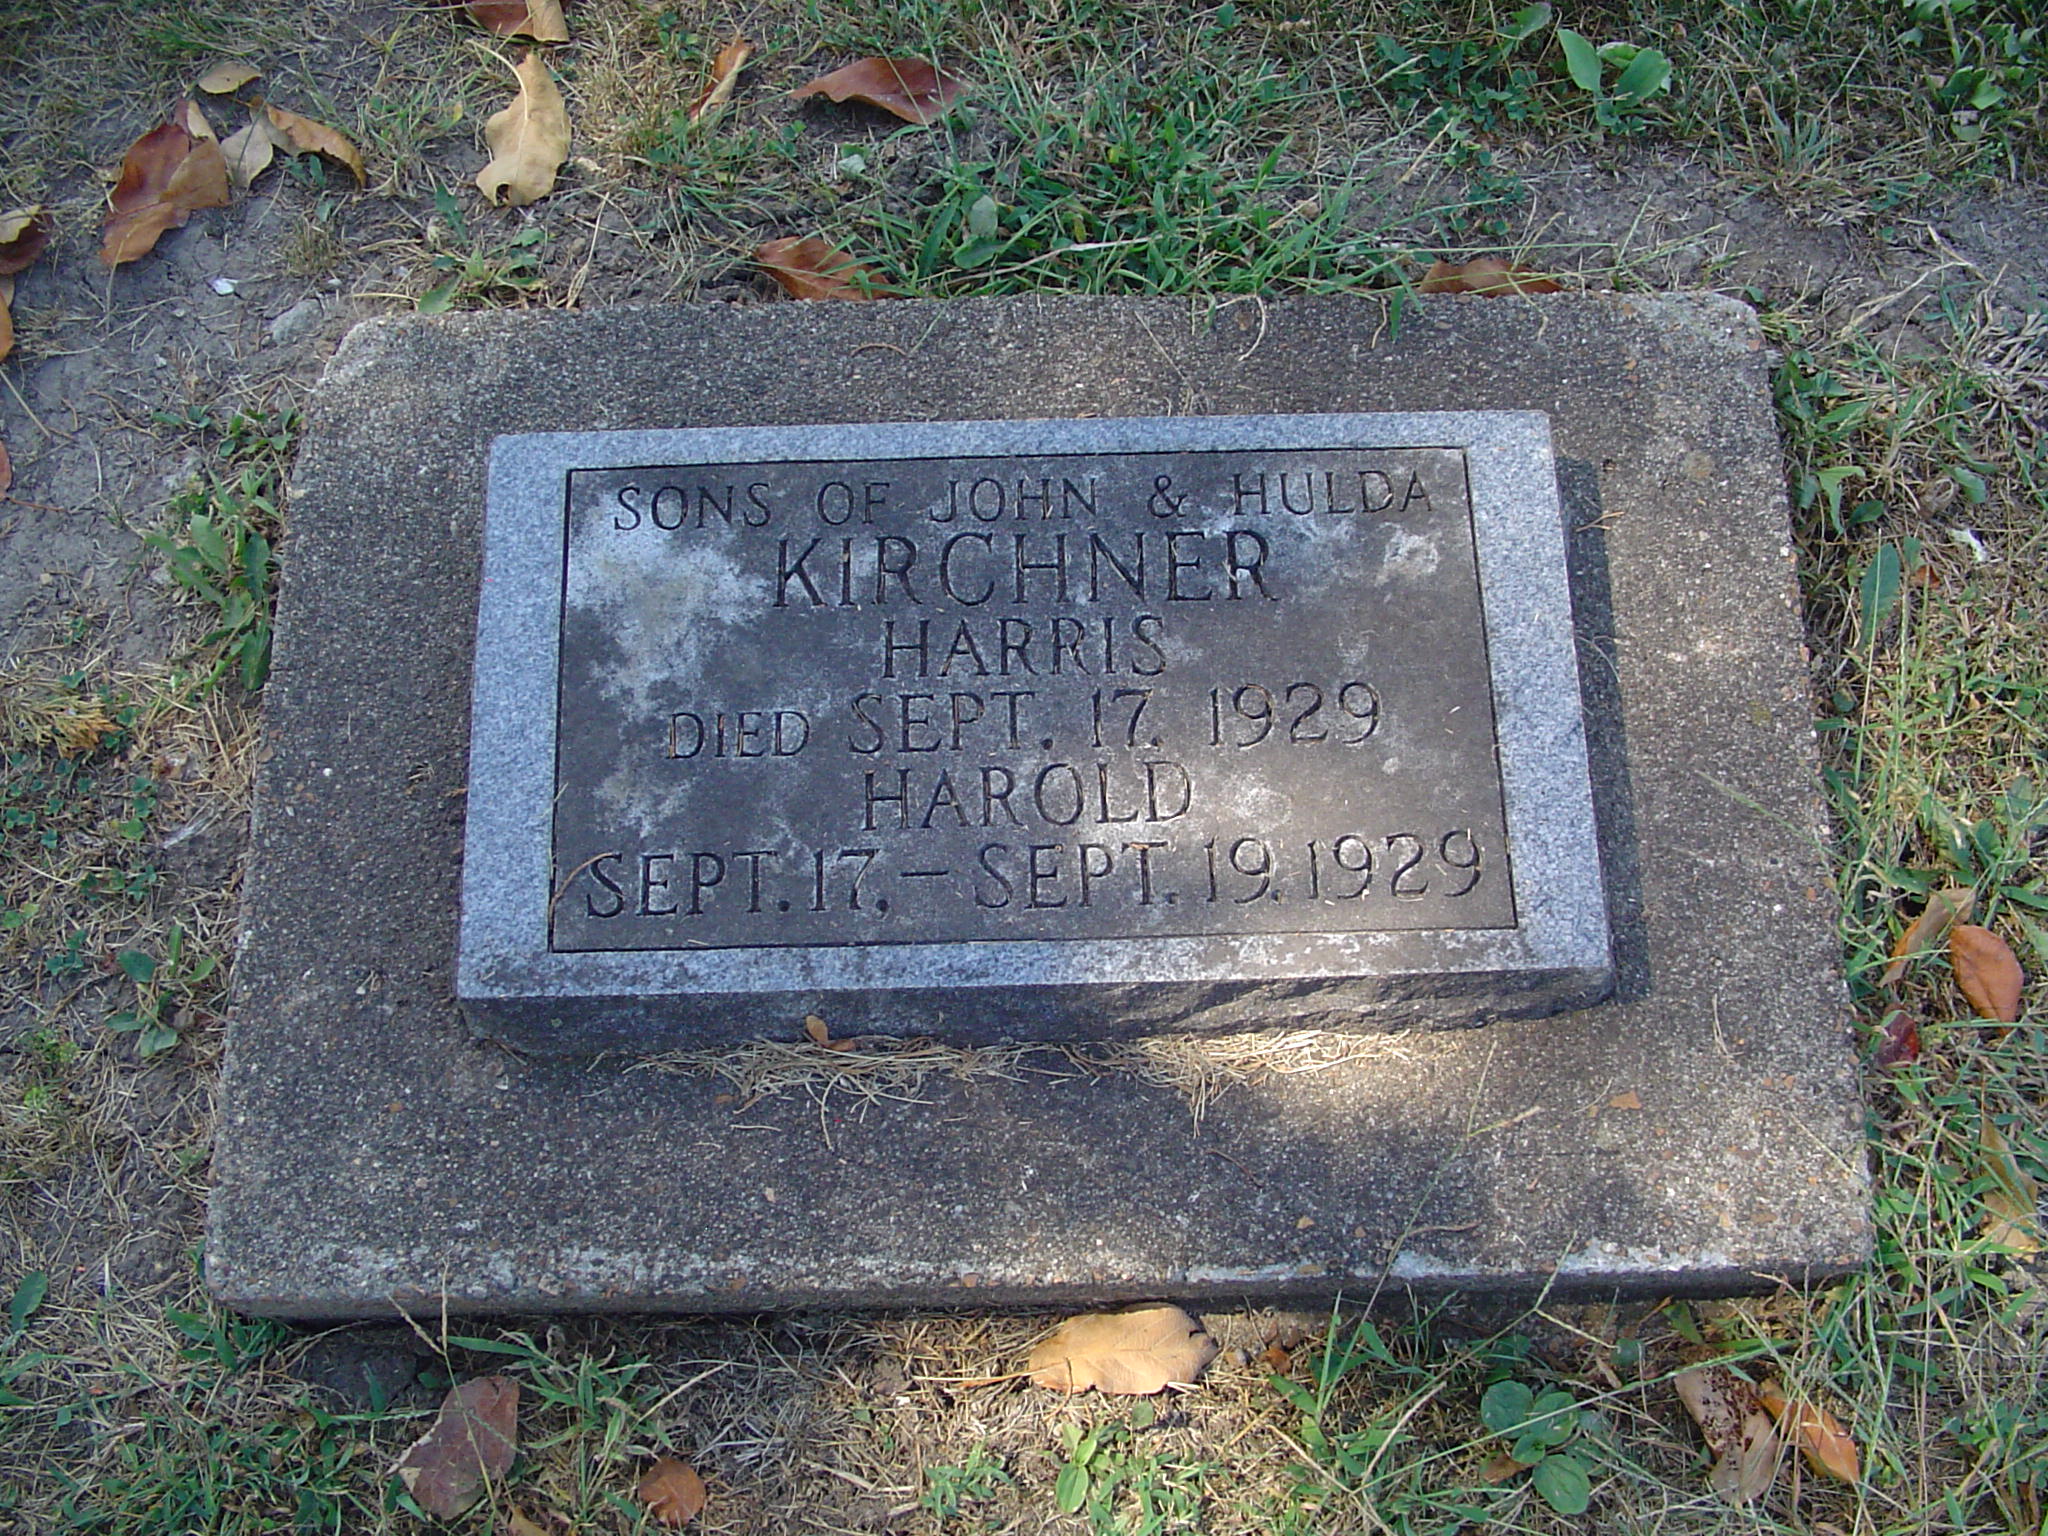 SONS OF JOHN & HULDA
KIRCHNER
HARRIS
DIED SEPT. 17. 1929
HAROLD
SEPT. 17, – SEPT. 19. 1929